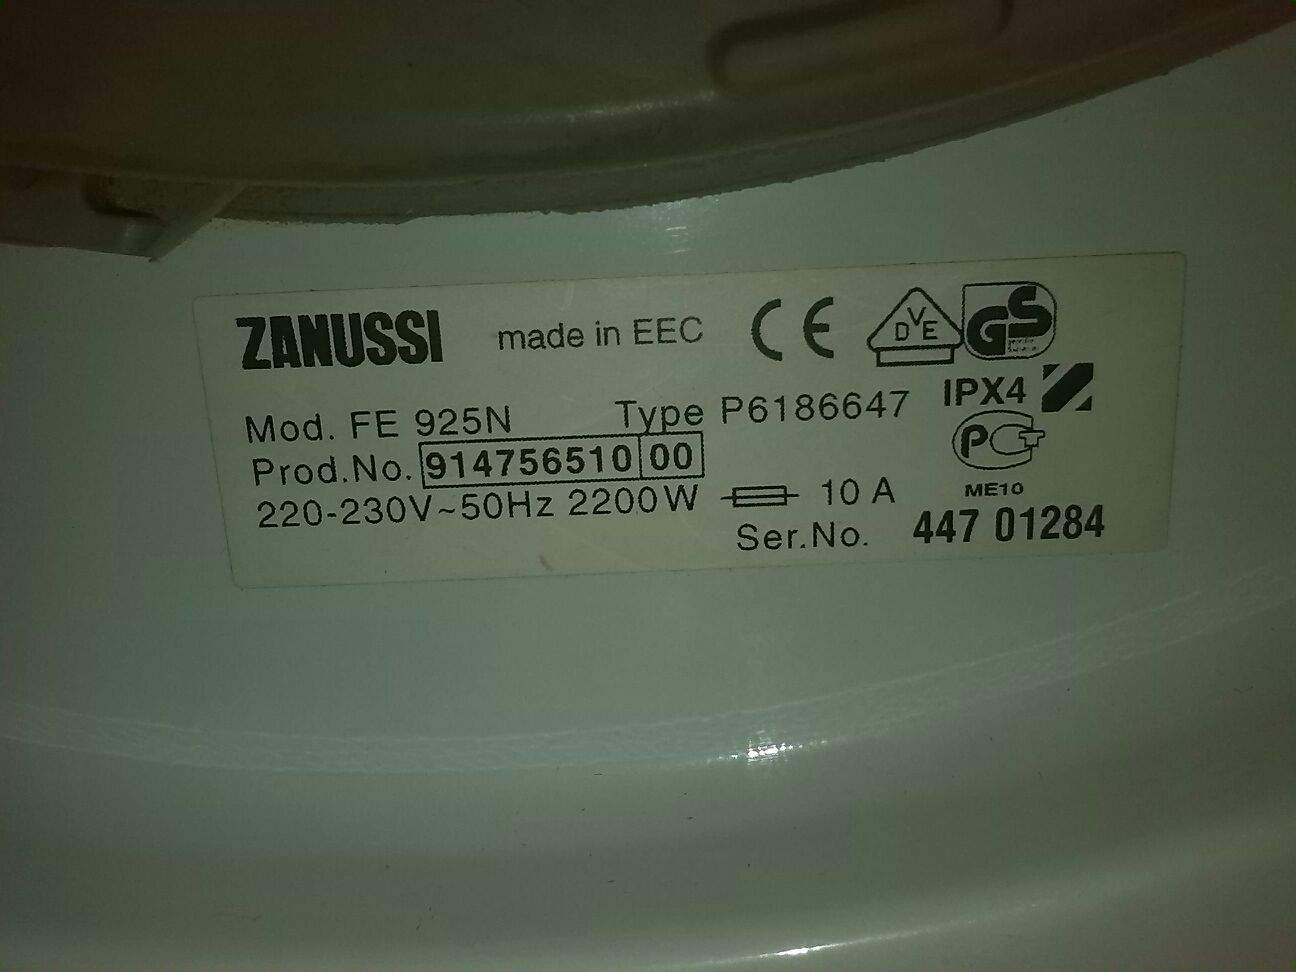 ZANUSSI made in EEC CE DVE GS
Mod. FE 925N Type P6186647 IPX4
Prod.No. 914756510 00 PC
220-230V~50Hz 2200W 10 A ME10
Ser.No. 447 01284